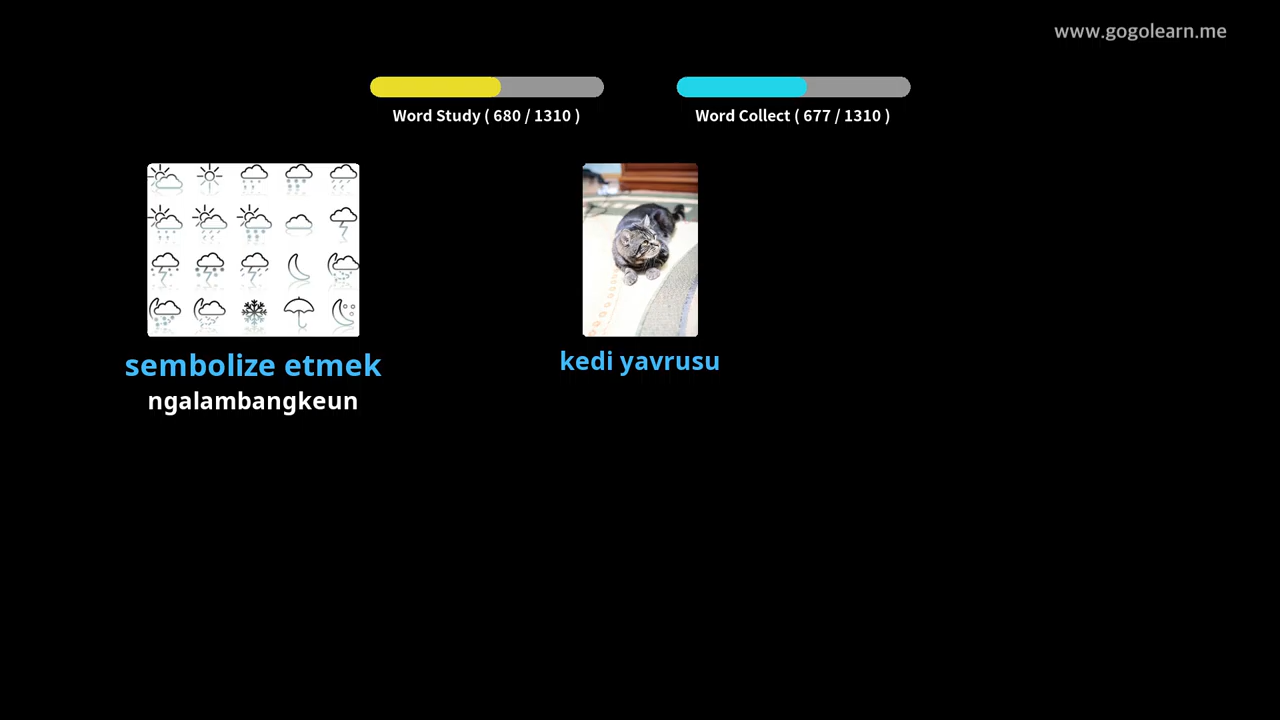 www.gogolearn.me
Word Study ( 680 / 1310 )
Word Collect ( 677 / 1310 )
sembolize etmek
ngalambangkeun
kedi yavrusu